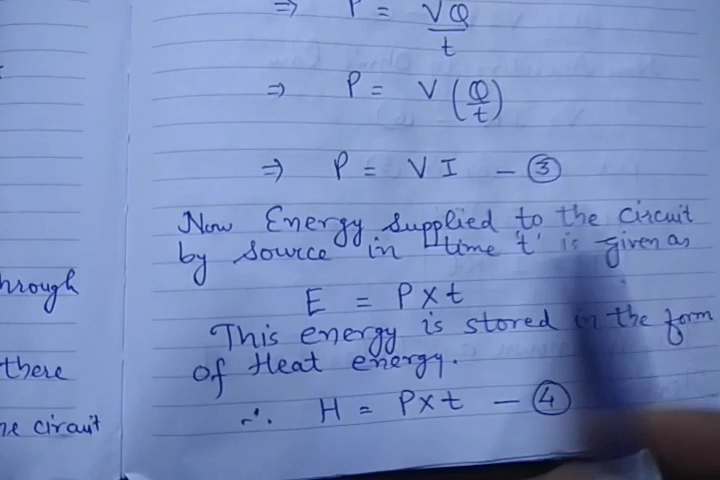 hrough
there
ne circuit
⇒ P = VQ
t
⇒ P = V (Q/t)
⇒ P = VI - ③
Now Energy supplied to the circuit
by source in time 't' is given as
E = P×t
This energy is stored in the form
of Heat energy.
∴ H = P×t - ④